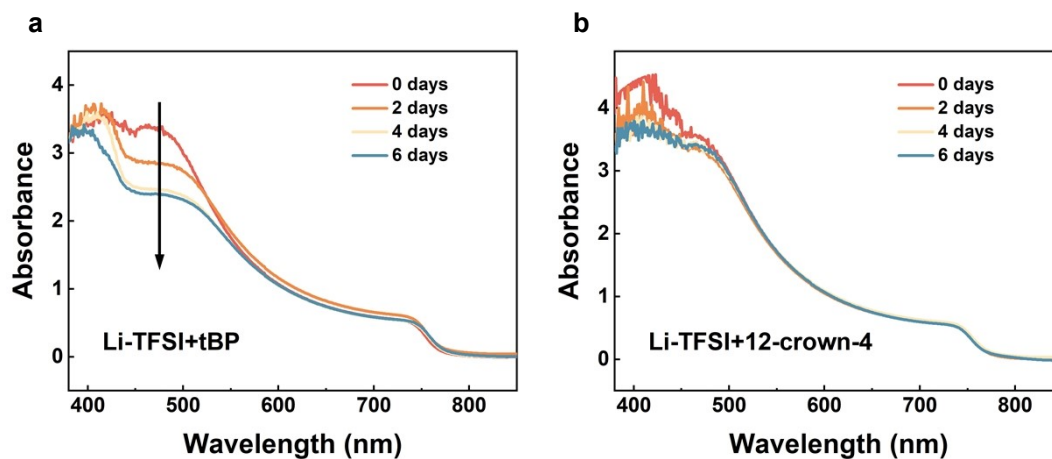 a
4
3
2
1
0
Absorbance
0 days
2 days
4 days
6 days
Li-TFSI+tBP
400 500 600 700 800
Wavelength (nm)
b
4
3
2
1
0
Absorbance
0 days
2 days
4 days
6 days
Li-TFSI+12-crown-4
400 500 600 700 800
Wavelength (nm)